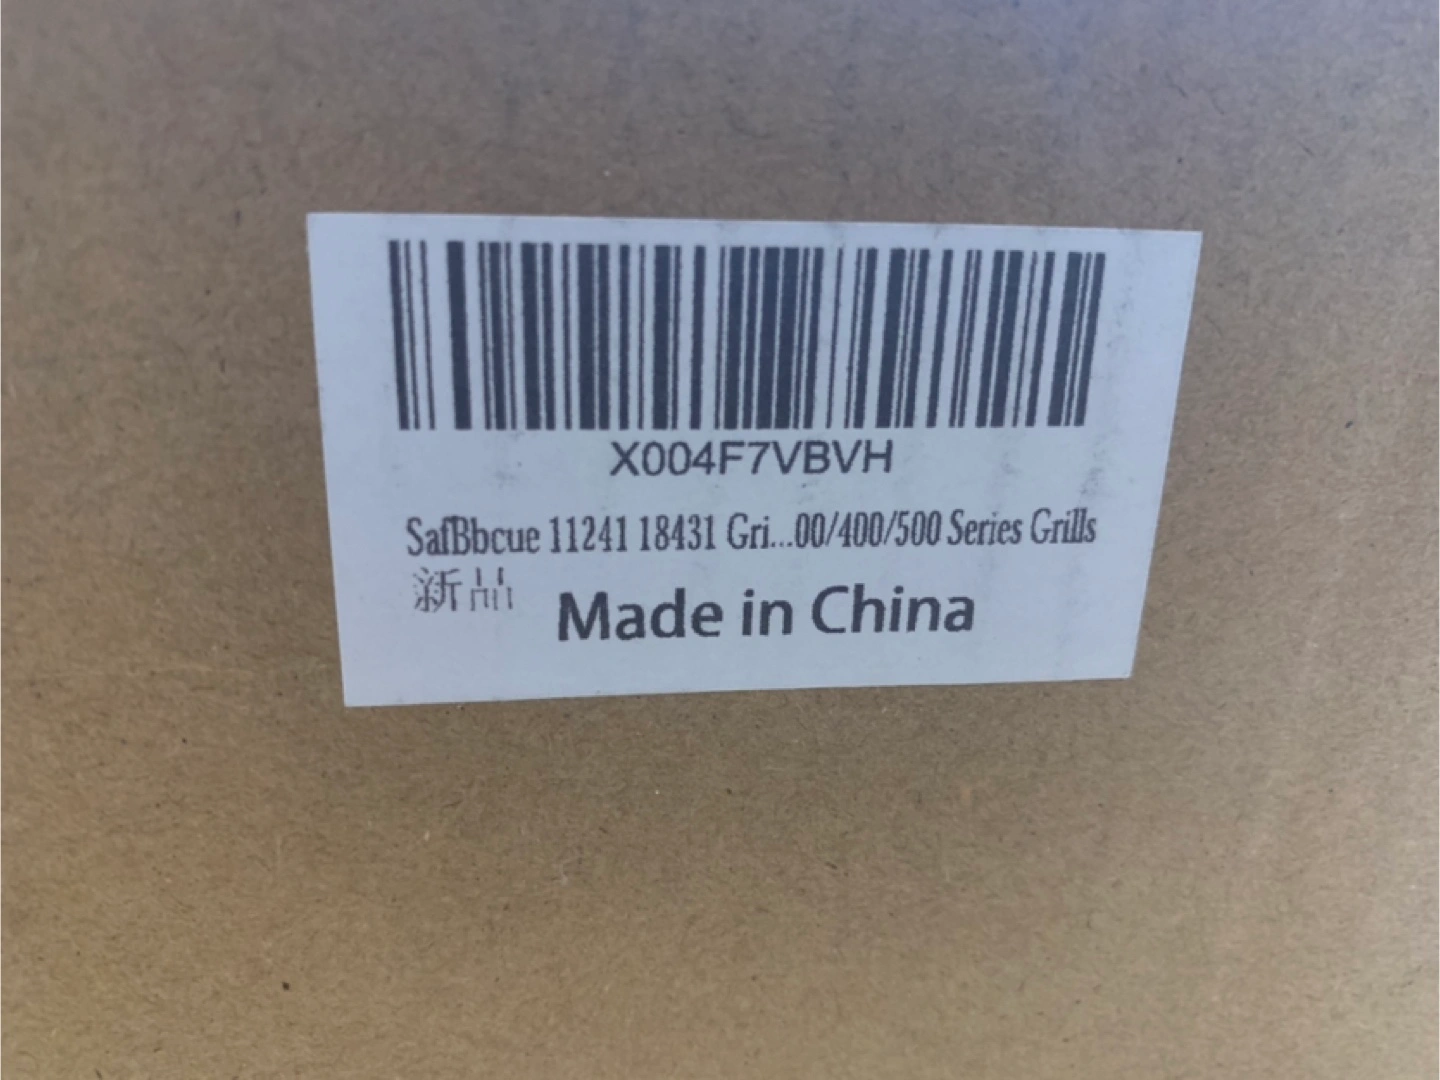 X004F7VBVH
SafBbcue 11241 18431 Gri...00/400/500 Series Grills
新品 Made in China